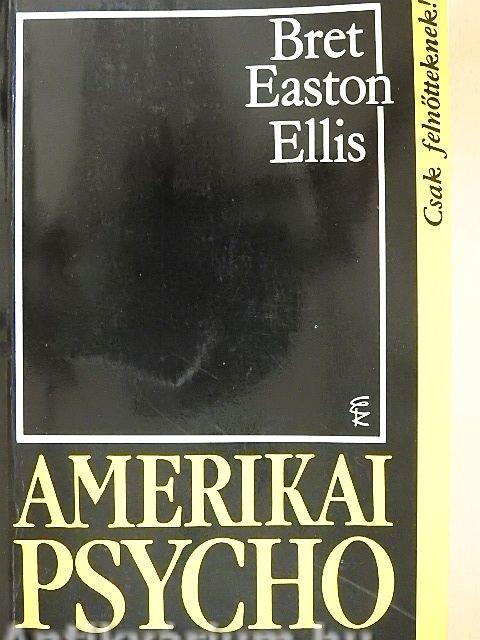 Bret
Easton
Ellis
Csak felnőtteknek!
AMERIKAI
PSYCHO